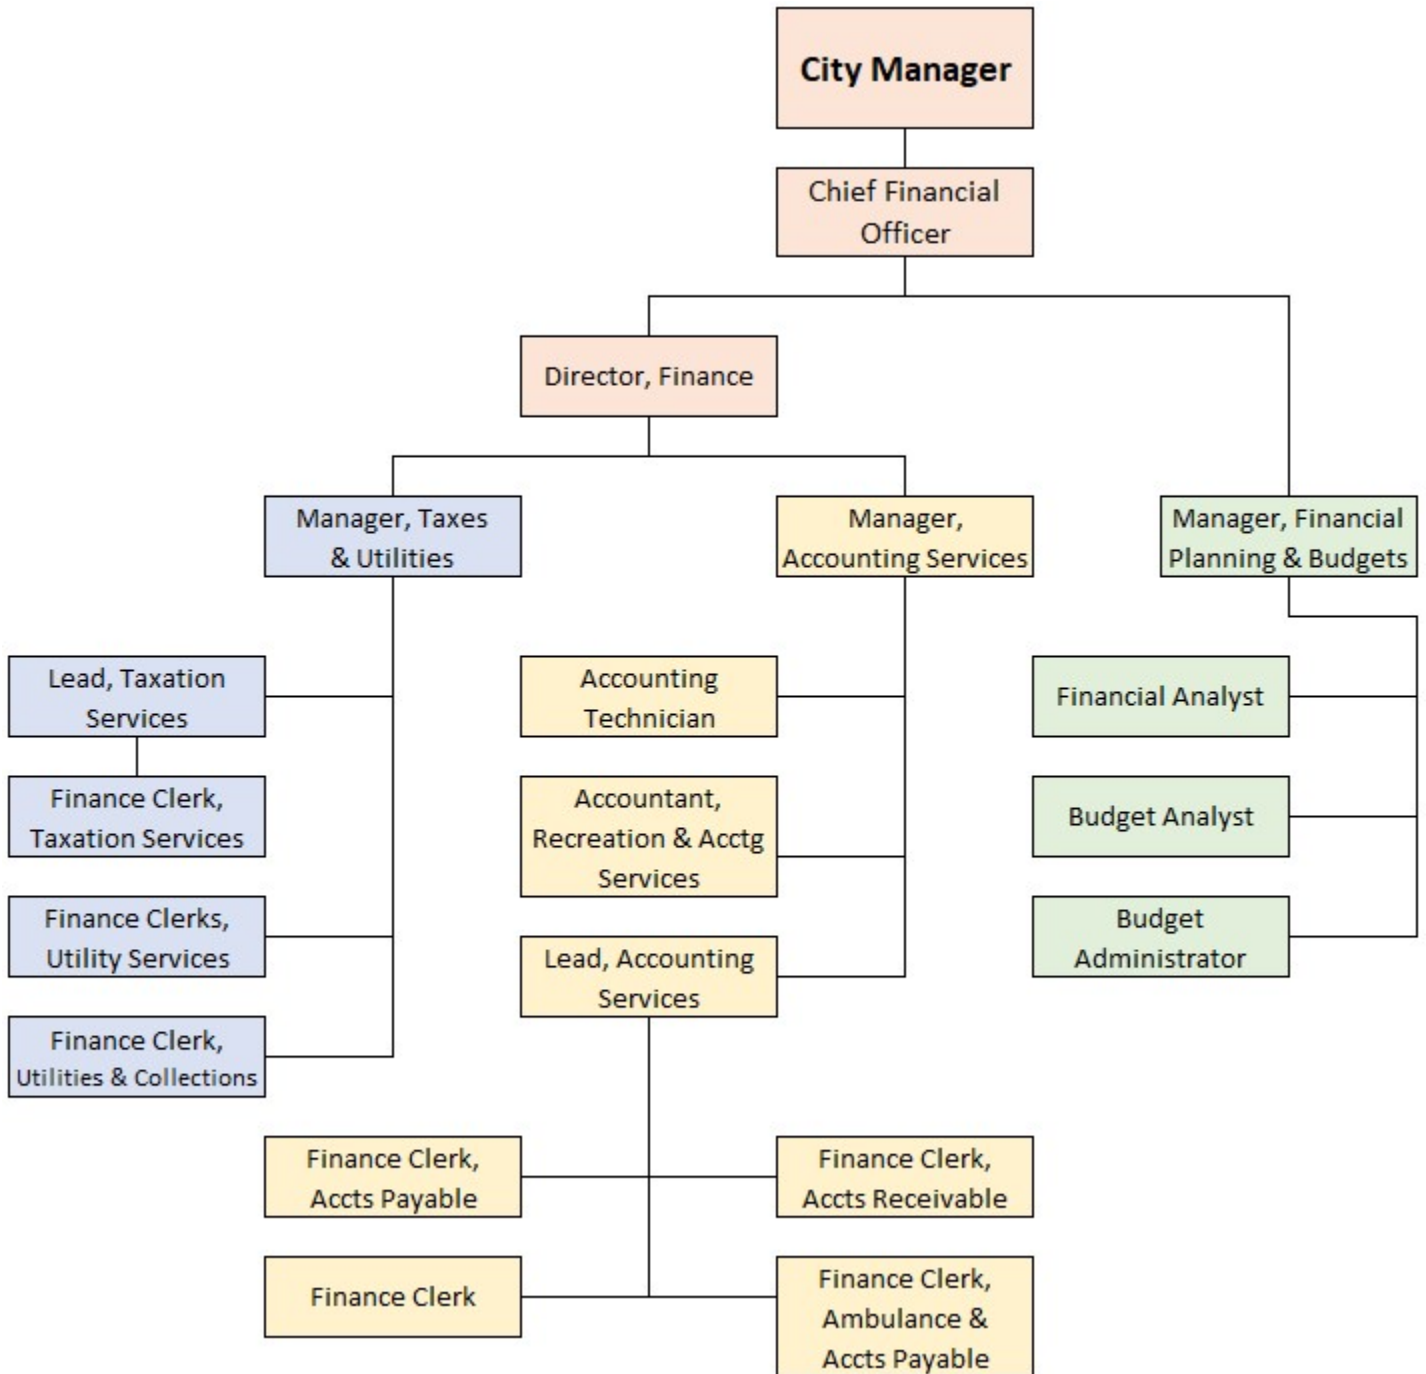 City Manager
Chief Financial
Officer
Director, Finance
Manager, Taxes
& Utilities
Manager,
Accounting Services
Manager, Financial
Planning & Budgets
Lead, Taxation
Services
Finance Clerk,
Taxation Services
Finance Clerks,
Utility Services
Finance Clerk,
Utilities & Collections
Accounting
Technician
Accountant,
Recreation & Acctg
Services
Lead, Accounting
Services
Finance Clerk,
Accts Payable
Finance Clerk
Finance Clerk,
Accts Receivable
Finance Clerk,
Ambulance &
Accts Payable
Financial Analyst
Budget Analyst
Budget
Administrator